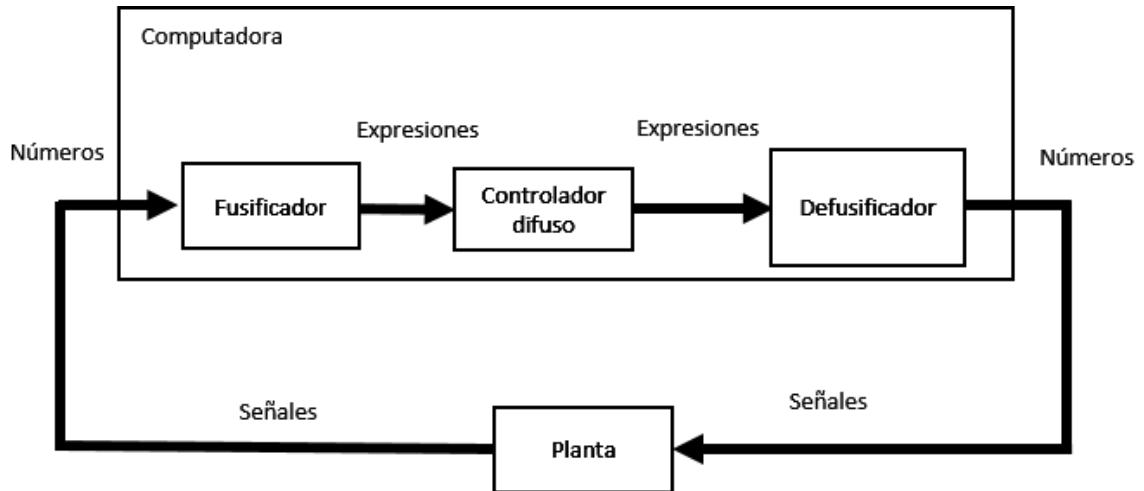 Computadora
Expresiones
Expresiones
Números
Números
Fusificador
Controlador
difuso
Defusificador
Señales
Señales
Planta